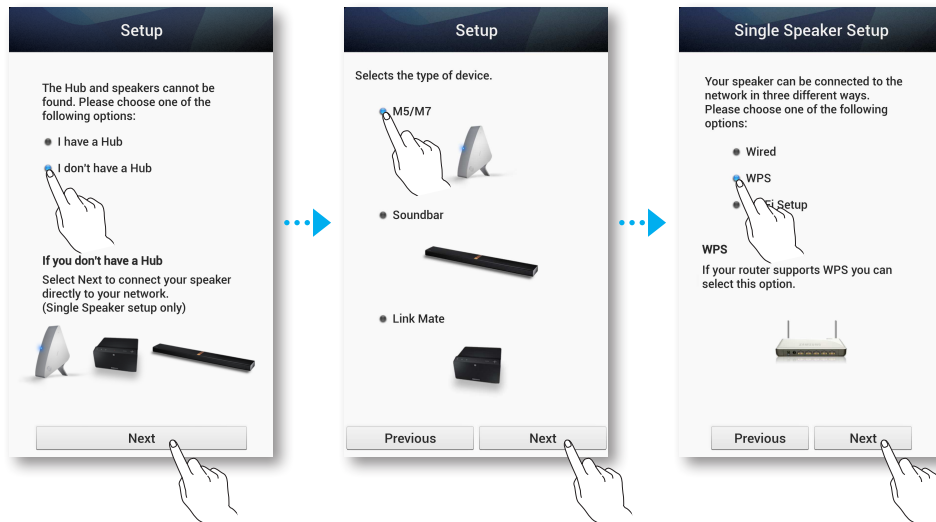 Setup
The Hub and speakers cannot be
found. Please choose one of the
following options:
I have a Hub
I don't have a Hub
If you don't have a Hub
Select Next to connect your speaker
directly to your network.
(Single Speaker setup only)
Next
Setup
Selects the type of device.
M5/M7
Soundbar
Link Mate
Previous
Next
Single Speaker Setup
Your speaker can be connected to the
network in three different ways.
Please choose one of the following
options:
Wired
WPS
Setup
WPS
If your router supports WPS you can
select this option.
Previous
Next